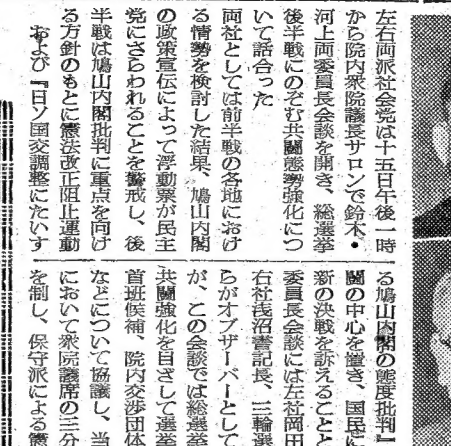 左右両派社会党は十五日午後一時
から院内衆院議長サロンで鈴木・
河上両委員長会談を開き、総選挙
後半戦にのぞむ共闘態勢強化につ
いて話合った
両社としては前半戦の各地におけ
る情勢を検討した結果、鳩山内閣
の政策宣伝によって浮動票が民主
党にさらわれることを警戒し、後
半戦は鳩山内閣批判に重点を向け
る方針のもとに憲法改正阻止運動
および『日ソ国交調整にたいす
る鳩山内閣の態度批判』
闘の中心を置き、国民に
新の決戦を訴えることと
委員長会談には左社岡田
右社浅沼書記長、三輪選
らがオブザーバーとして
が、この会談では総選挙
共闘強化を目ざして選挙
首班候補、院内交渉団体
などについて協議し、当
において衆院議席の三分
を制し、保守派による憲